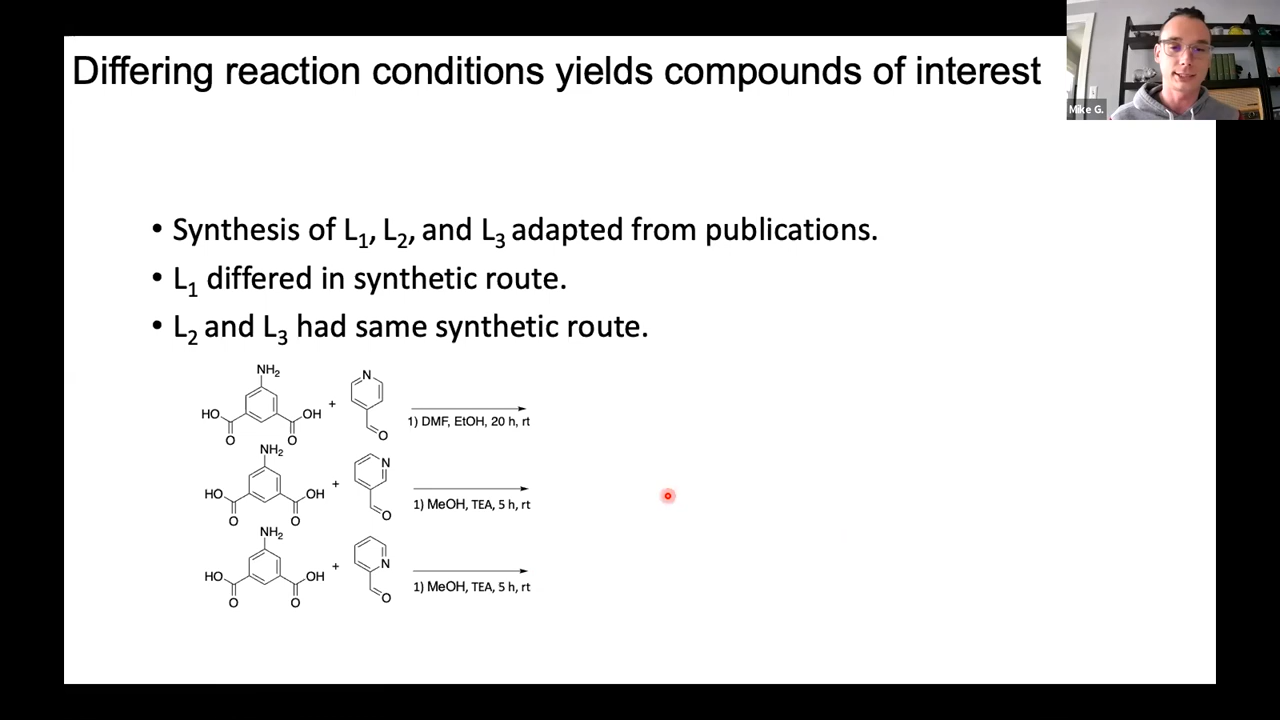 Differing reaction conditions yields compounds of interest
Mike G.
• Synthesis of L₁, L₂, and L₃ adapted from publications.
• L₁ differed in synthetic route.
• L₂ and L₃ had same synthetic route.
NH₂
N
HO
OH
+
O
O
O
1) DMF, EtOH, 20 h, rt
NH₂
N
HO
OH
+
O
O
O
1) MeOH, TEA, 5 h, rt
NH₂
N
HO
OH
+
O
O
O
1) MeOH, TEA, 5 h, rt